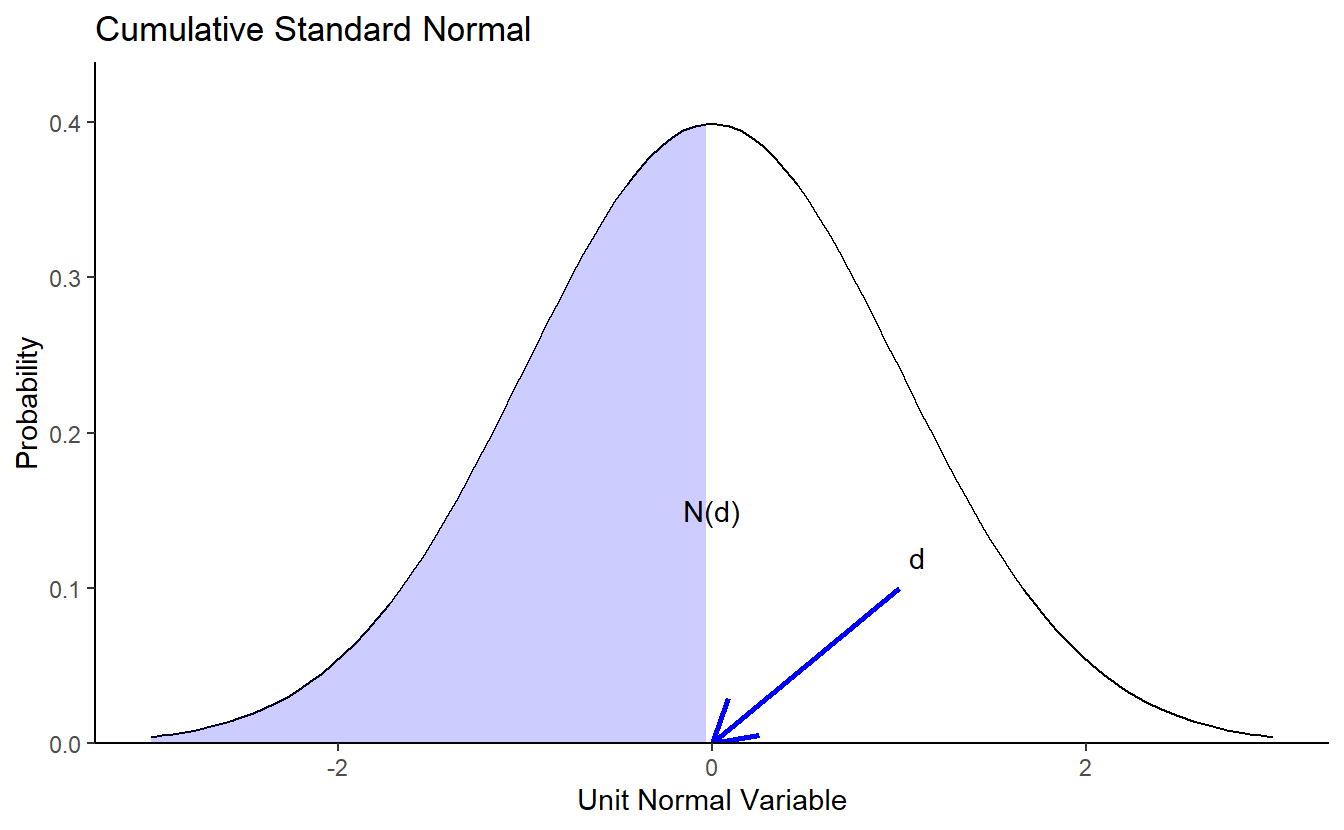 Cumulative Standard Normal
0.4
0.3
0.2
0.1
0.0
Probability
N(d)
d
-2
0
2
Unit Normal Variable